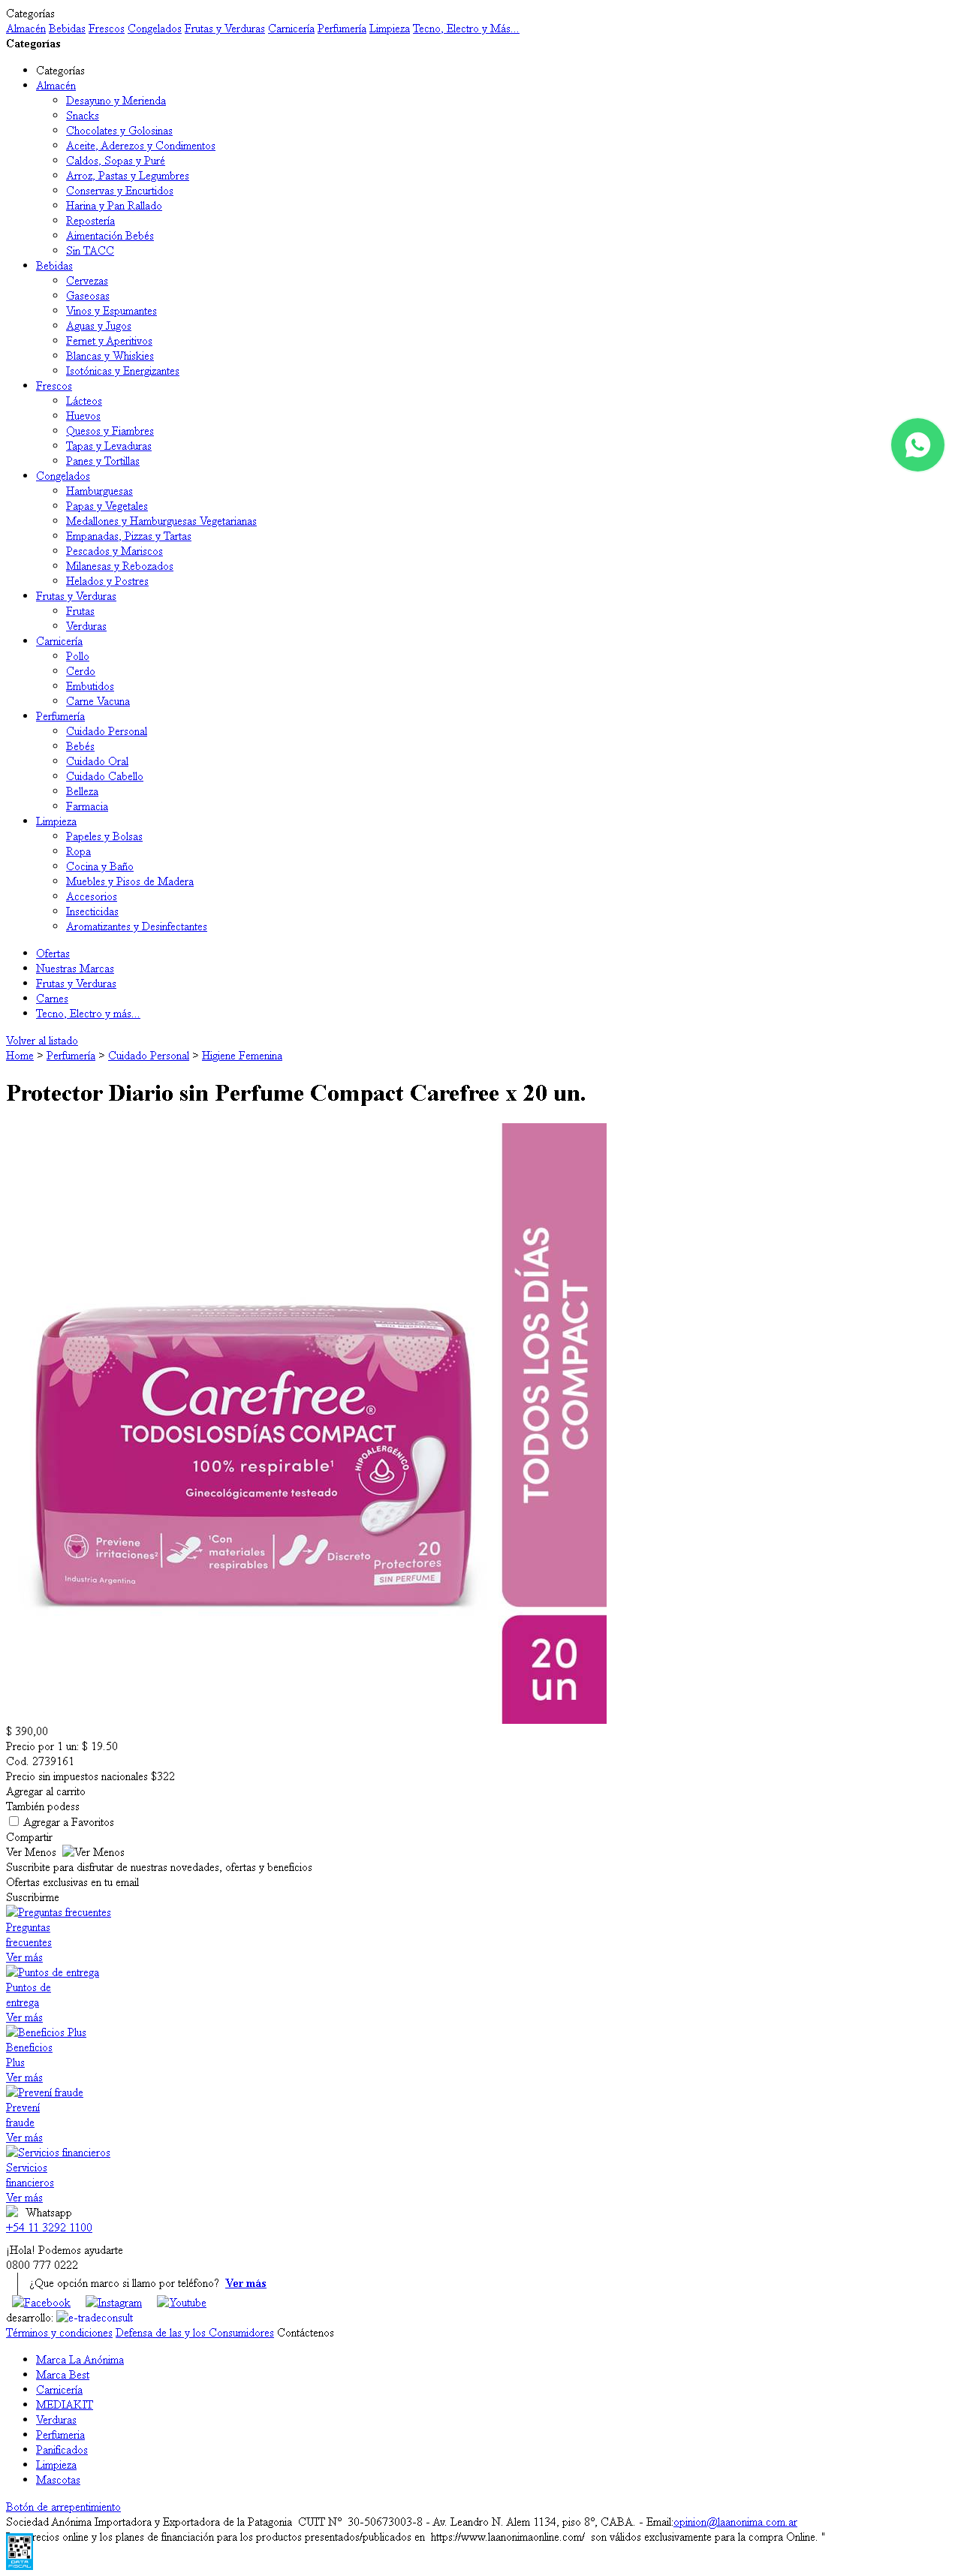 Categorías
Almacén Bebidas Frescos Congelados Frutas y Verduras Carnicería Perfumería Limpieza Tecno, Electro y Más...
Categorías
Categorías
Almacén
Desayuno y Merienda
Snacks
Chocolates y Golosinas
Aceite, Aderezos y Condimentos
Caldos, Sopas y Puré
Arroz, Pastas y Legumbres
Conservas y Encurtidos
Harina y Pan Rallado
Repostería
Aimentación Bebés
Sin TACC
Bebidas
Cervezas
Gaseosas
Vinos y Espumantes
Aguas y Jugos
Fernet y Aperitivos
Blancas y Whiskies
Isotónicas y Energizantes
Frescos
Lácteos
Huevos
Quesos y Fiambres
Tapas y Levaduras
Panes y Tortillas
Congelados
Hamburguesas
Papas y Vegetales
Medallones y Hamburguesas Vegetarianas
Empanadas, Pizzas y Tartas
Pescados y Mariscos
Milanesas y Rebozados
Helados y Postres
Frutas y Verduras
Frutas
Verduras
Carnicería
Pollo
Cerdo
Embutidos
Carne Vacuna
Perfumería
Cuidado Personal
Bebés
Cuidado Oral
Cuidado Cabello
Belleza
Farmacia
Limpieza
Papeles y Bolsas
Ropa
Cocina y Baño
Muebles y Pisos de Madera
Accesorios
Insecticidas
Aromatizantes y Desinfectantes
Ofertas
Nuestras Marcas
Frutas y Verduras
Carnes
Tecno, Electro y más...
Volver al listado
Home > Perfumería > Cuidado Personal > Higiene Femenina
Protector Diario sin Perfume Compact Carefree x 20 un.
Carefree®
TODOSLOSDÍAS COMPACT
100% respirable¹
Ginecológicamente testeado
HIPOALERGÉNICO
Previene irritaciones²
¹Con materiales respirables
Discreto
20 Protectores
SIN PERFUME
Industria Argentina
TODOS LOS DÍAS
COMPACT
20
un
$ 390,00
Precio por 1 un: $ 19.50
Cod. 2739161
Precio sin impuestos nacionales $322
Agregar al carrito
También podess
Agregar a Favoritos
Compartir
Ver Menos Ver Menos
Suscribite para disfrutar de nuestras novedades, ofertas y beneficios
Ofertas exclusivas en tu email
Suscribirme
Preguntas frecuentes
Preguntas
frecuentes
Ver más
Puntos de entrega
Puntos de
entrega
Ver más
Beneficios Plus
Beneficios
Plus
Ver más
Prevení fraude
Prevení
fraude
Ver más
Servicios financieros
Servicios
financieros
Ver más
Whatsapp
+54 11 3292 1100
¡Hola! Podemos ayudarte
0800 777 0222
¿Que opción marco si llamo por teléfono? Ver más
Facebook Instagram Youtube
desarrollo: e-tradeconsult
Términos y condiciones Defensa de las y los Consumidores Contáctenos
Marca La Anónima
Marca Best
Carnicería
MEDIAKIT
Verduras
Perfumeria
Panificados
Limpieza
Mascotas
Botón de arrepentimiento
Sociedad Anónima Importadora y Exportadora de la Patagonia CUIT Nº 30-50673003-8 - Av. Leandro N. Alem 1134, piso 8º, CABA. - Email:opinion@laanonima.com.ar
online y los planes de financiación para los productos presentados/publicados en https://www.laanonimaonline.com/ son válidos exclusivamente para la compra Online. "
DATA
FISCAL